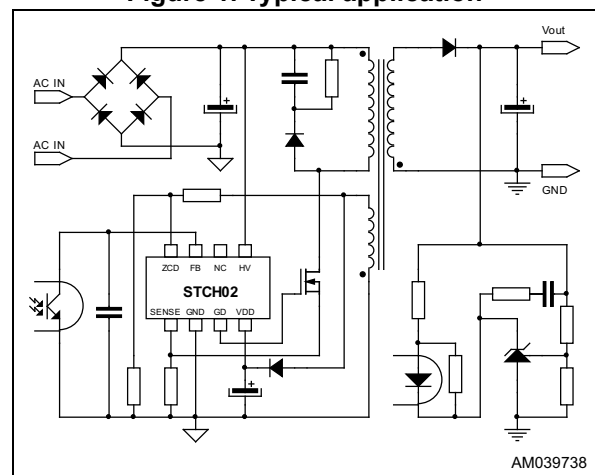 Figure 1. Typical application
Vout
AC IN
AC IN
GND
ZCD FB NC HV
STCH02
SENSE GND GD VDD
AM039738